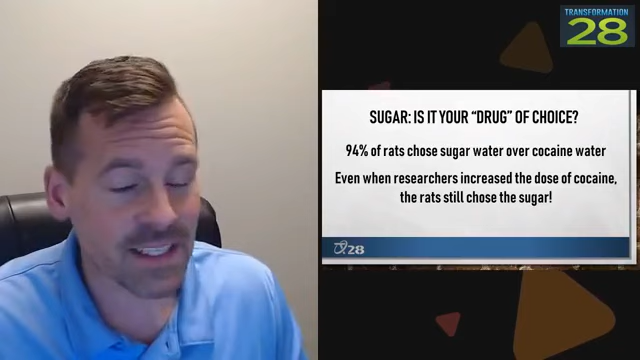 TRANSFORMATION
28
SUGAR: IS IT YOUR “DRUG” OF CHOICE?
94% of rats chose sugar water over cocaine water
Even when researchers increased the dose of cocaine,
the rats still chose the sugar!
28